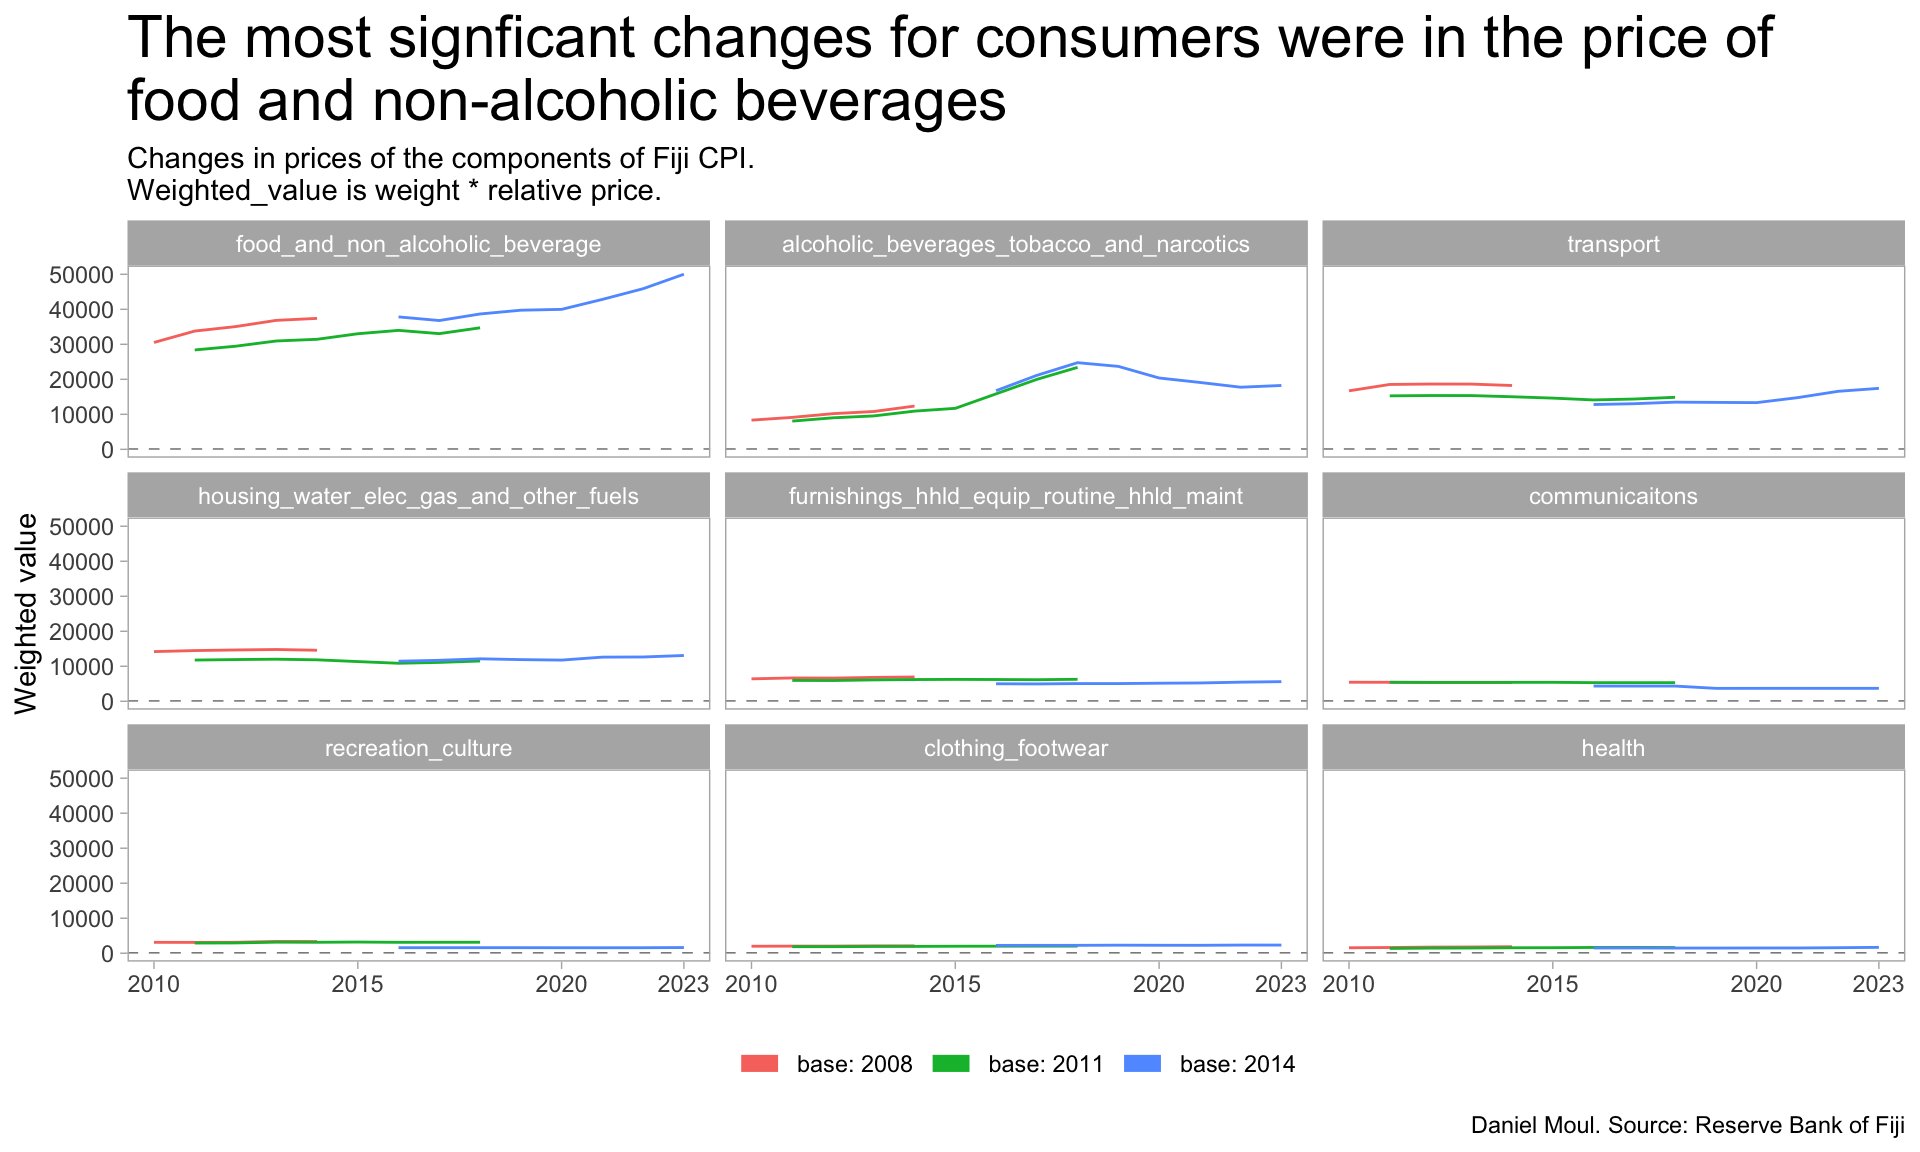 The most signficant changes for consumers were in the price of
food and non-alcoholic beverages
Changes in prices of the components of Fiji CPI.
Weighted_value is weight * relative price.
food_and_non_alcoholic_beverage
alcoholic_beverages_tobacco_and_narcotics
transport
50000
40000
30000
20000
10000
0
housing_water_elec_gas_and_other_fuels
furnishings_hhld_equip_routine_hhld_maint
communicaitons
Weighted value
50000
40000
30000
20000
10000
0
recreation_culture
clothing_footwear
health
50000
40000
30000
20000
10000
0
2010 2015 2020 2023
2010 2015 2020 2023
2010 2015 2020 2023
base: 2008 base: 2011 base: 2014
Daniel Moul. Source: Reserve Bank of Fiji